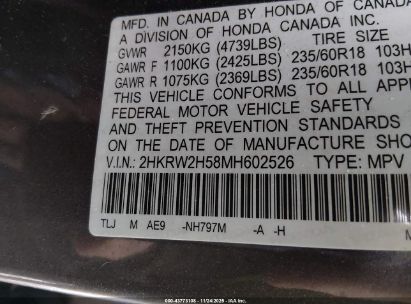 MFD. IN CANADA BY HONDA OF CANADA
A DIVISION OF HONDA CANADA INC.
GVWR 2150KG (4739LBS) TIRE SIZE
GAWR F 1100KG (2425LBS) 235/60R18 103H
GAWR R 1075KG (2369LBS) 235/60R18 103H
THIS VEHICLE CONFORMS TO ALL APPL
FEDERAL MOTOR VEHICLE SAFETY
AND THEFT PREVENTION STANDARDS
ON THE DATE OF MANUFACTURE SHO
V.I.N.: 2HKRW2H58MH602526 TYPE: MPV
TLJ M AE9 -NH797M -A -H